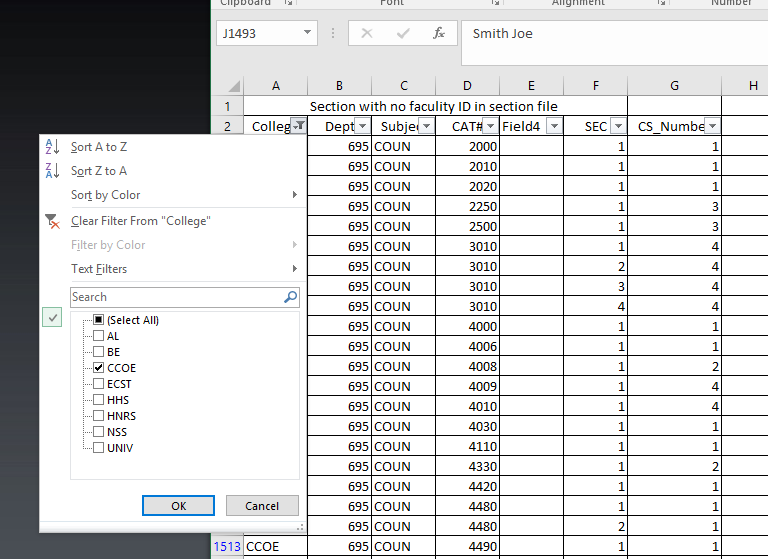 Clipboard Font Alignment Number
J1493 fx Smith Joe
A B C D E F G H
1 Section with no faculity ID in section file
2 Colleg Dept Subje CAT# Field4 SEC CS_Numbe
Sort A to Z
Sort Z to A
Sort by Color
Clear Filter From "College"
Filter by Color
Text Filters
Search
(Select All)
AL
BE
CCOE
ECST
HHS
HNRS
NSS
UNIV
OK Cancel
695 COUN 2000 1 1
695 COUN 2010 1 1
695 COUN 2020 1 1
695 COUN 2250 1 3
695 COUN 2500 1 3
695 COUN 3010 1 4
695 COUN 3010 2 4
695 COUN 3010 3 4
695 COUN 3010 4 4
695 COUN 4000 1 1
695 COUN 4006 1 1
695 COUN 4008 1 2
695 COUN 4009 1 4
695 COUN 4010 1 4
695 COUN 4030 1 1
695 COUN 4110 1 1
695 COUN 4330 1 2
695 COUN 4420 1 1
695 COUN 4480 1 1
695 COUN 4480 2 1
1513 CCOE 695 COUN 4490 1 1